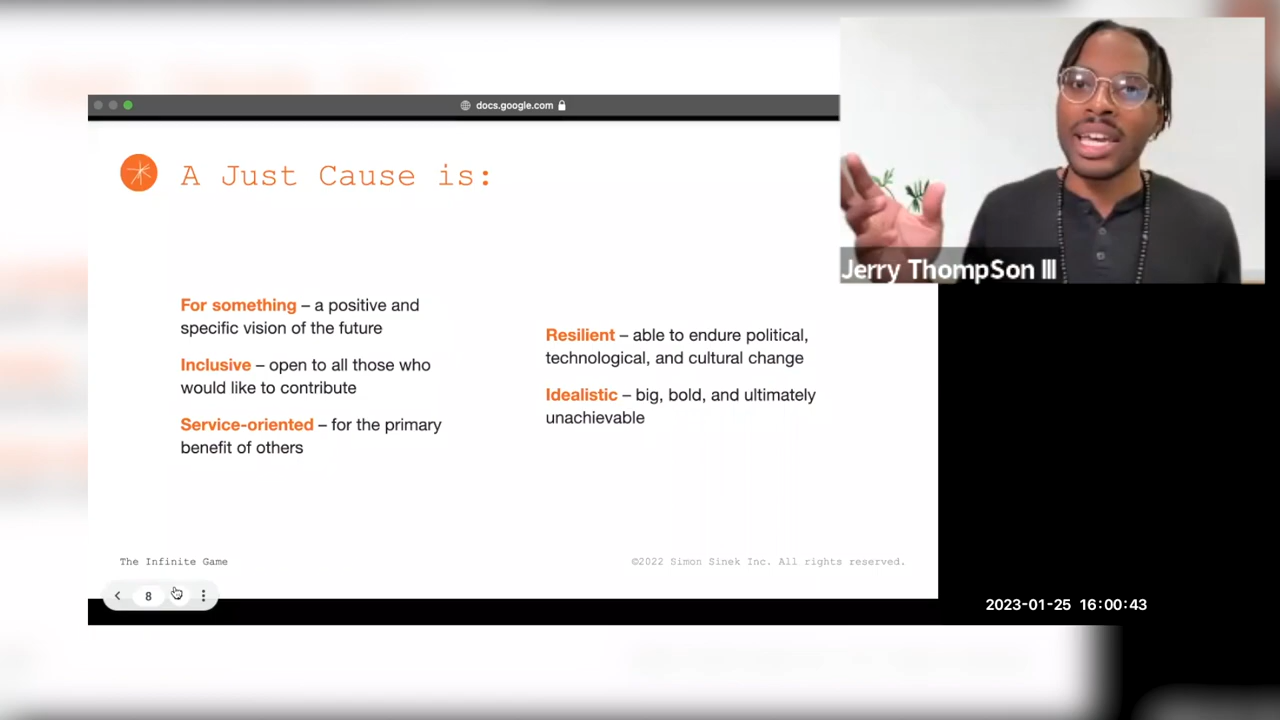 docs.google.com
A Just Cause is:
For something – a positive and
specific vision of the future
Inclusive – open to all those who
would like to contribute
Service-oriented – for the primary
benefit of others
Resilient – able to endure political,
technological, and cultural change
Idealistic – big, bold, and ultimately
unachievable
The Infinite Game
©2022 Simon Sinek Inc. All rights reserved.
8
Jerry ThompSon III
2023-01-25 16:00:43